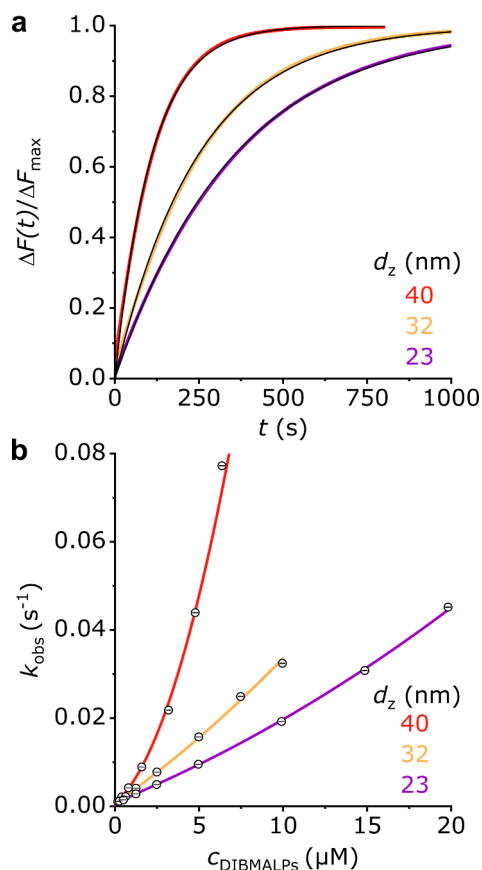 a
1.0
0.8
0.6
0.4
0.2
0.0
ΔF(t)/ΔFmax
dz (nm)
40
32
23
0 250 500 750 1000
t (s)
b
0.08
0.06
0.04
0.02
0.00
kobs (s-1)
dz (nm)
40
32
23
0 5 10 15 20
cDIBMALPs (µM)